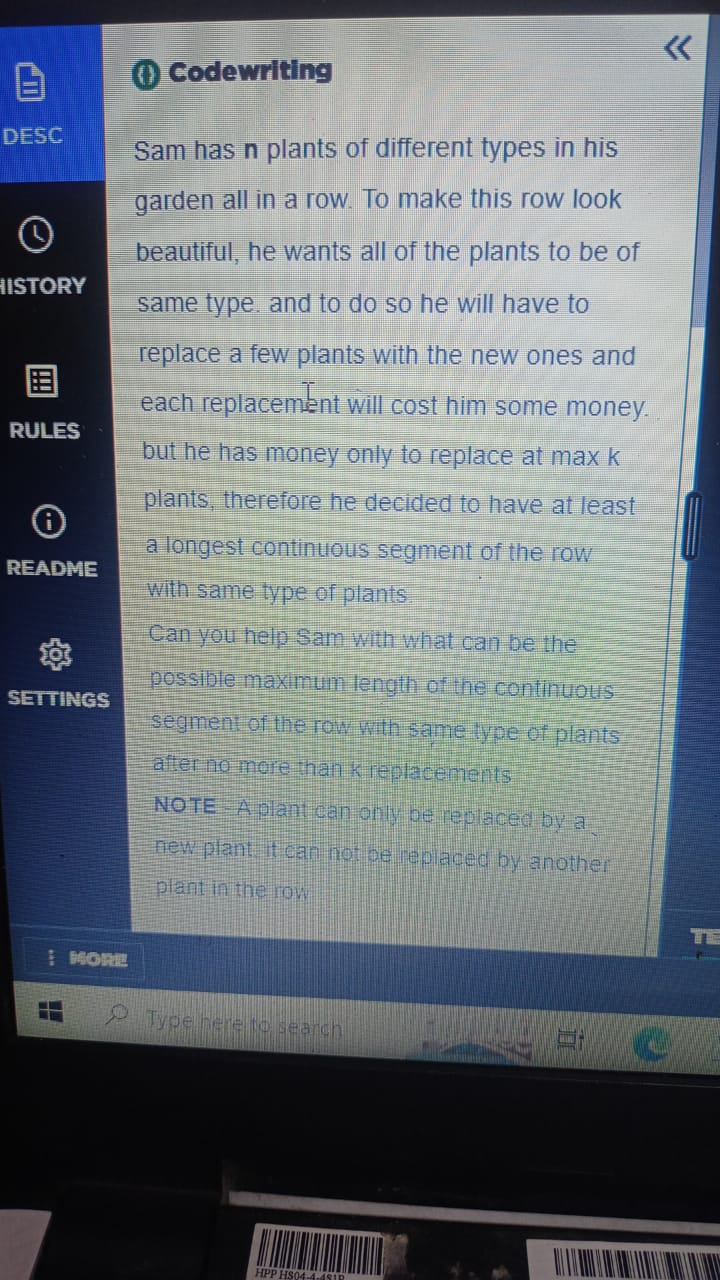 DESC
HISTORY
RULES
README
SETTINGS
MORE
Codewriting
Sam has n plants of different types in his
garden all in a row. To make this row look
beautiful, he wants all of the plants to be of
same type. and to do so he will have to
replace a few plants with the new ones and
each replacement will cost him some money.
but he has money only to replace at max k
plants, therefore he decided to have at least
a longest continuous segment of the row
with same type of plants.
Can you help Sam with what can be the
possible maximum length of the continuous
segment of the row with same type of plants
after no more than k replacements
NOTE - A plant can only be replaced by a
new plant, it can not be replaced by another
plant in the row
TE
Type here to search